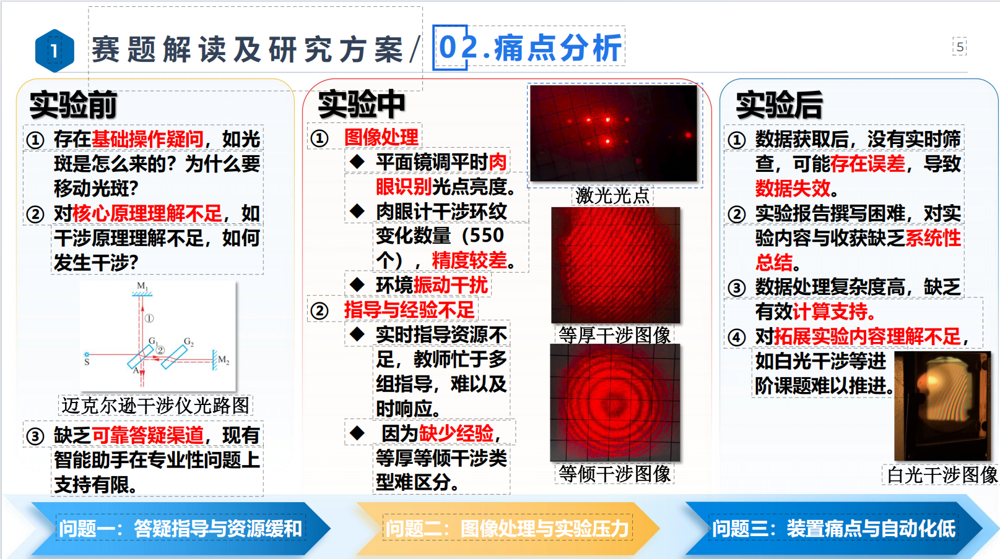 1
赛题解读及研究方案/
02.痛点分析
5
实验前
① 存在基础操作疑问，如光
斑是怎么来的？为什么要
移动光斑？
② 对核心原理理解不足，如
干涉原理理解不足，如何
发生干涉？
M1
①
G1
G2
②
S
A
M2
迈克尔逊干涉仪光路图
③ 缺乏可靠答疑渠道，现有
智能助手在专业性问题上
支持有限。
实验中
① 图像处理
◆ 平面镜调平时肉
眼识别光点亮度。
◆ 肉眼计干涉环纹
变化数量（550
个），精度较差。
◆ 环境振动干扰
② 指导与经验不足
◆ 实时指导资源不
足，教师忙于多
组指导，难以及
时响应。
◆ 因为缺少经验，
等厚等倾干涉类
型难区分。
激光光点
等厚干涉图像
等倾干涉图像
实验后
① 数据获取后，没有实时筛
查，可能存在误差，导致
数据失效。
② 实验报告撰写困难，对实
验内容与收获缺乏系统性
总结。
③ 数据处理复杂度高，缺乏
有效计算支持。
④ 对拓展实验内容理解不足，
如白光干涉等进
阶课题难以推进。
白光干涉图像
问题一：答疑指导与资源缓和
问题二：图像处理与实验压力
问题三：装置痛点与自动化低